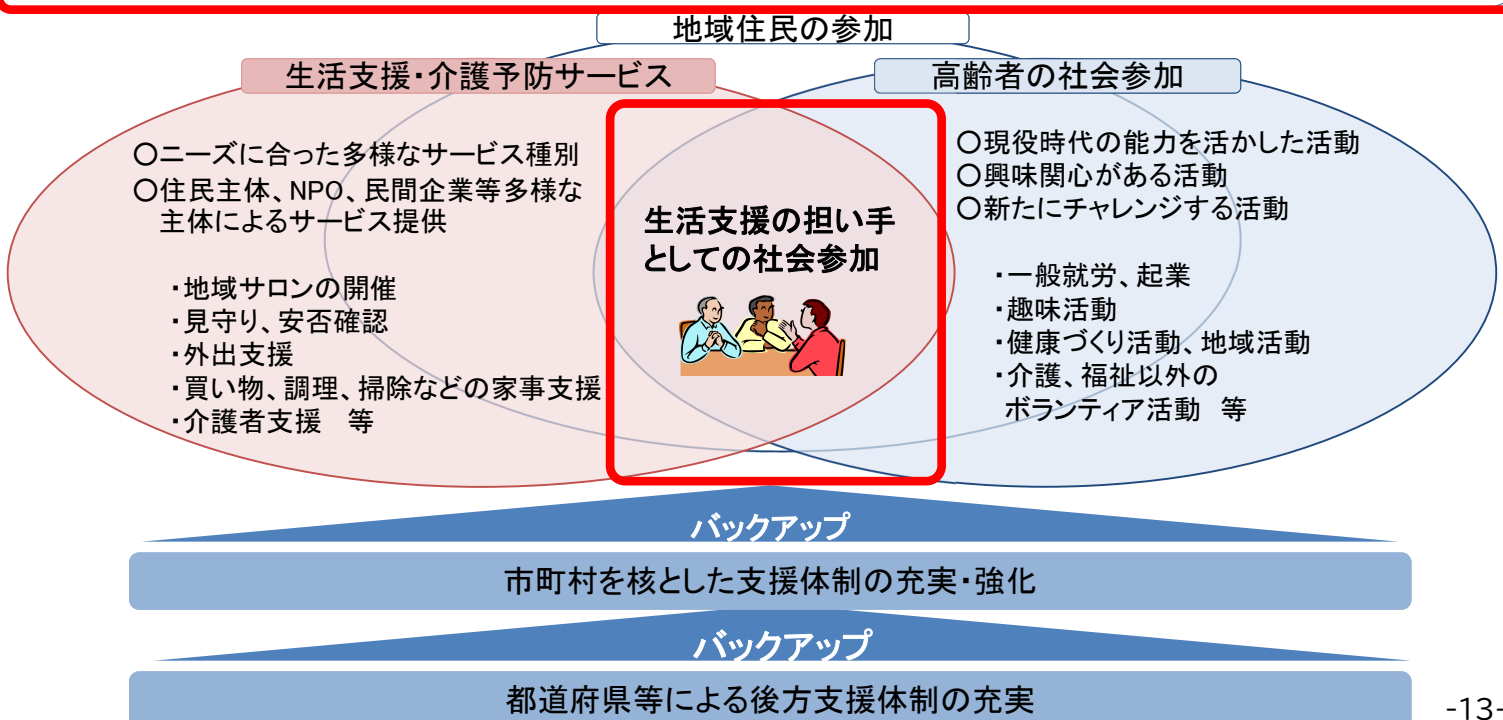 地域住民の参加
生活支援・介護予防サービス
高齢者の社会参加
〇ニーズに合った多様なサービス種別
〇住民主体、NPO、民間企業等多様な
主体によるサービス提供
・地域サロンの開催
・見守り、安否確認
・外出支援
・買い物、調理、掃除などの家事支援
・介護者支援　等
生活支援の担い手
としての社会参加
〇現役時代の能力を活かした活動
〇興味関心がある活動
〇新たにチャレンジする活動
・一般就労、起業
・趣味活動
・健康づくり活動、地域活動
・介護、福祉以外の
ボランティア活動　等
バックアップ
市町村を核とした支援体制の充実・強化
バックアップ
都道府県等による後方支援体制の充実
-13-